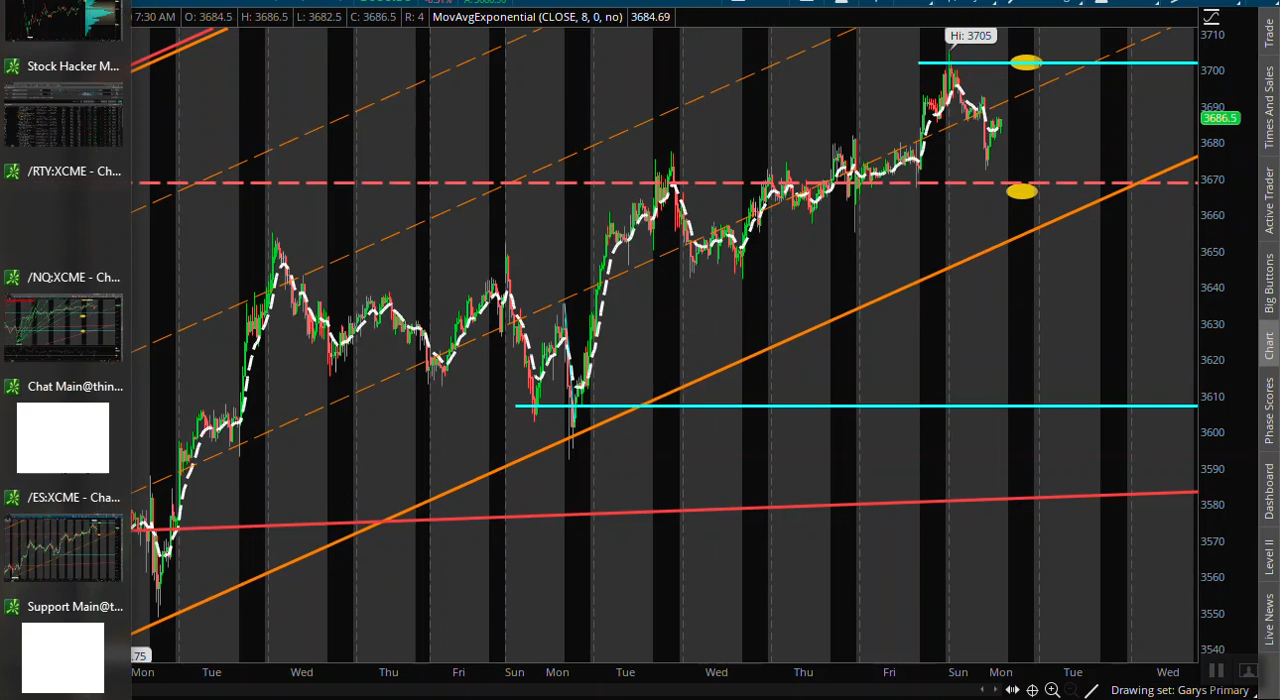 7:30 AM O: 3684.5 H: 3686.5 L: 3682.5 C: 3686.5 R: 4 MovAvgExponential (CLOSE, 8, 0, no) 3684.69
Stock Hacker M...
/RTY:XCME - Ch...
/NQ:XCME - Ch...
Chat Main@thin...
/ES:XCME - Cha...
Support Main@t...
Hi: 3705
.75
3710
3700
3690
3686.5
3680
3670
3660
3650
3640
3630
3620
3610
3600
3590
3580
3570
3560
3550
3540
Mon Tue Wed Thu Fri Sun Mon Tue Wed Thu Fri Sun Mon Tue Wed
Drawing set: Garys Primary
Trade
Times And Sales
Active Trader
Big Buttons
Chart
Phase Scores
Dashboard
Level II
Live News